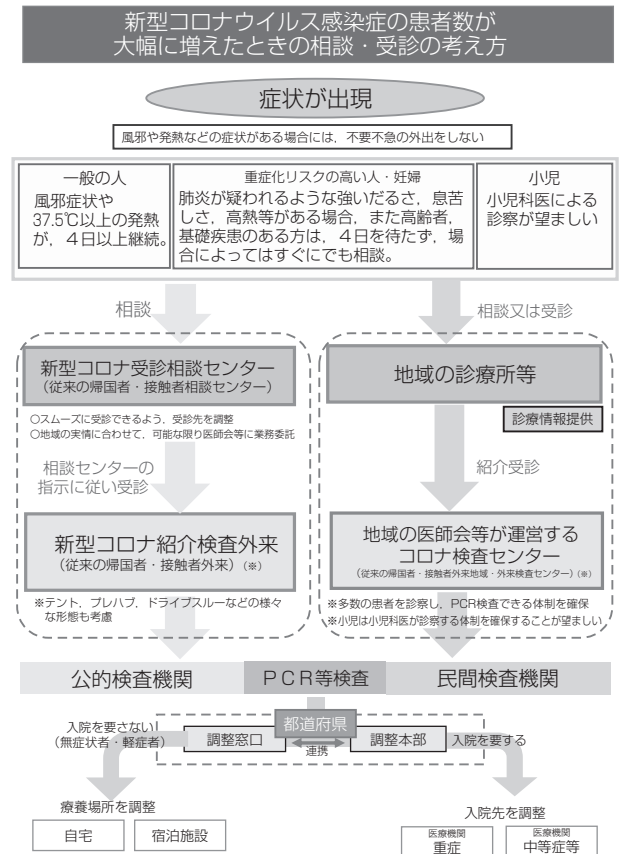 新型コロナウイルス感染症の患者数が
大幅に増えたときの相談・受診の考え方
症状が出現
風邪や発熱などの症状がある場合には，不要不急の外出をしない
一般の人
風邪症状や
37.5℃以上の発熱
が，４日以上継続。
重症化リスクの高い人・妊婦
肺炎が疑われるような強いだるさ，息苦
しさ，高熱等がある場合，また高齢者，
基礎疾患のある方は，４日を待たず，場
合によってはすぐにでも相談。
小児
小児科医による
診察が望ましい
相談
相談又は受診
新型コロナ受診相談センター
（従来の帰国者・接触者相談センター）
○スムーズに受診できるよう，受診先を調整
○地域の実情に合わせて，可能な限り医師会等に業務委託
相談センターの
指示に従い受診
新型コロナ紹介検査外来
（従来の帰国者・接触者外来）（※）
※テント，プレハブ，ドライブスルーなどの様々
な形態も考慮
地域の診療所等
診療情報提供
紹介受診
地域の医師会等が運営する
コロナ検査センター
（従来の帰国者・接触者外来地域・外来検査センター）（※）
※多数の患者を診察し，PCR検査できる体制を確保
※小児は小児科医が診察する体制を確保することが望ましい
公的検査機関
ＰＣＲ等検査
民間検査機関
都道府県
入院を要さない
（無症状者・軽症者）
調整窓口
連携
調整本部
入院を要する
療養場所を調整
自宅
宿泊施設
入院先を調整
医療機関
重症
医療機関
中等症等